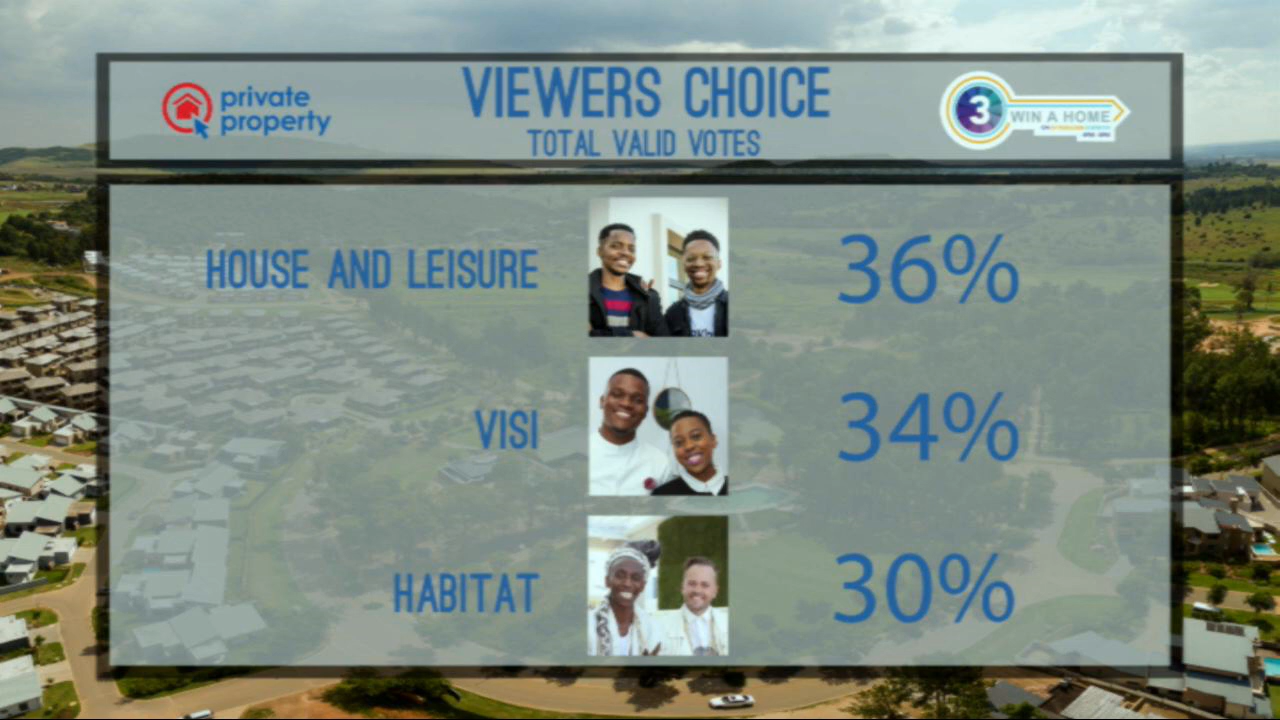 private
property
VIEWERS CHOICE
TOTAL VALID VOTES
3
WIN A HOME
HOUSE AND LEISURE
36%
VISI
34%
HABITAT
30%